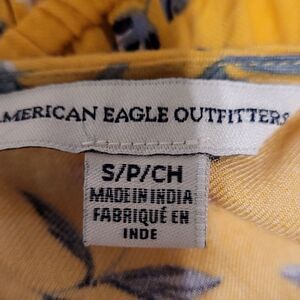 AMERICAN EAGLE OUTFITTERS
S/P/CH
MADE IN INDIA
FABRIQUÉ EN
INDE